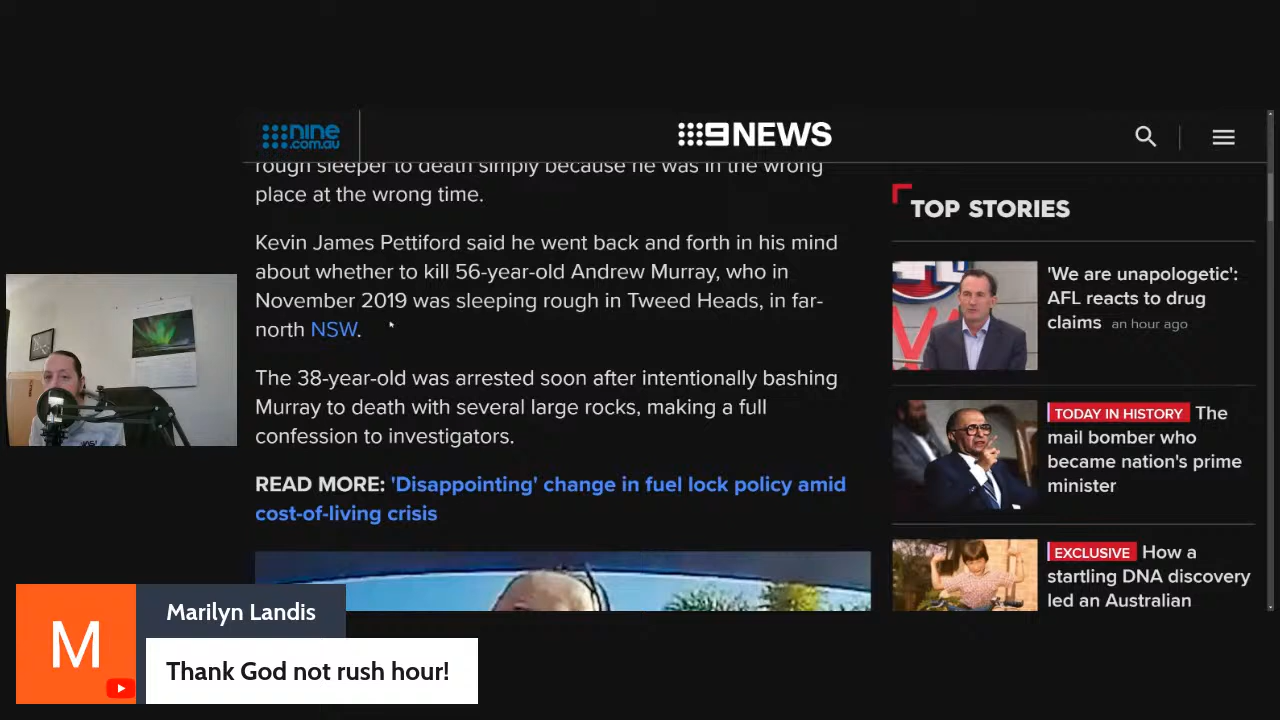 nine
.com.au
9NEWS
rough sleeper to death simply because he was in the wrong
place at the wrong time.
Kevin James Pettiford said he went back and forth in his mind
about whether to kill 56-year-old Andrew Murray, who in
November 2019 was sleeping rough in Tweed Heads, in far-
north NSW.
The 38-year-old was arrested soon after intentionally bashing
Murray to death with several large rocks, making a full
confession to investigators.
READ MORE: 'Disappointing' change in fuel lock policy amid
cost-of-living crisis
TOP STORIES
'We are unapologetic':
AFL reacts to drug
claims an hour ago
TODAY IN HISTORY The
mail bomber who
became nation's prime
minister
EXCLUSIVE How a
startling DNA discovery
led an Australian
M
Marilyn Landis
Thank God not rush hour!